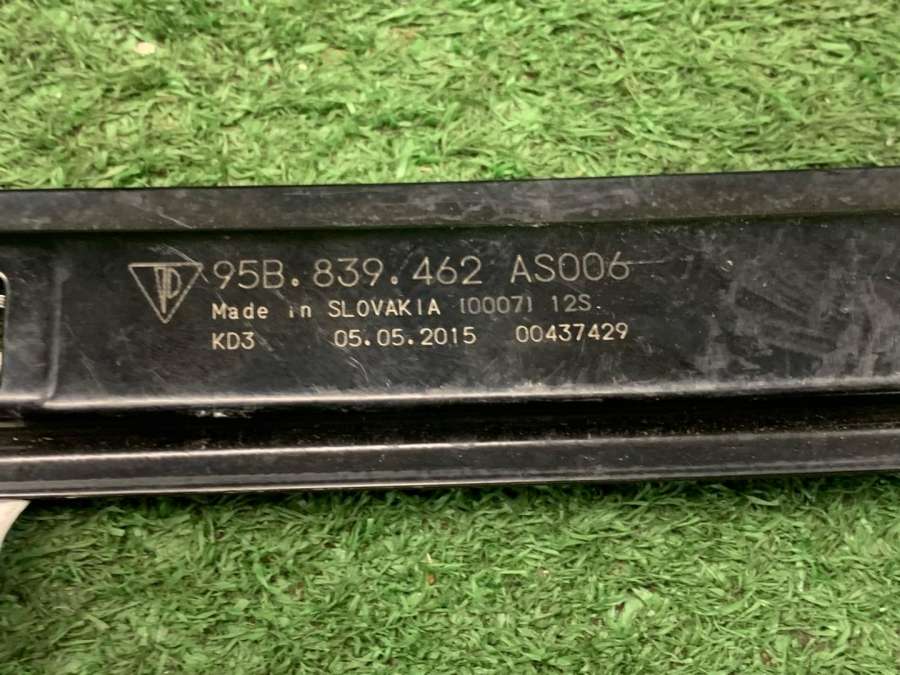 95B.839.462 AS006
Made in SLOVAKIA (0007) 12S
KD3 05.05.2015 00437429